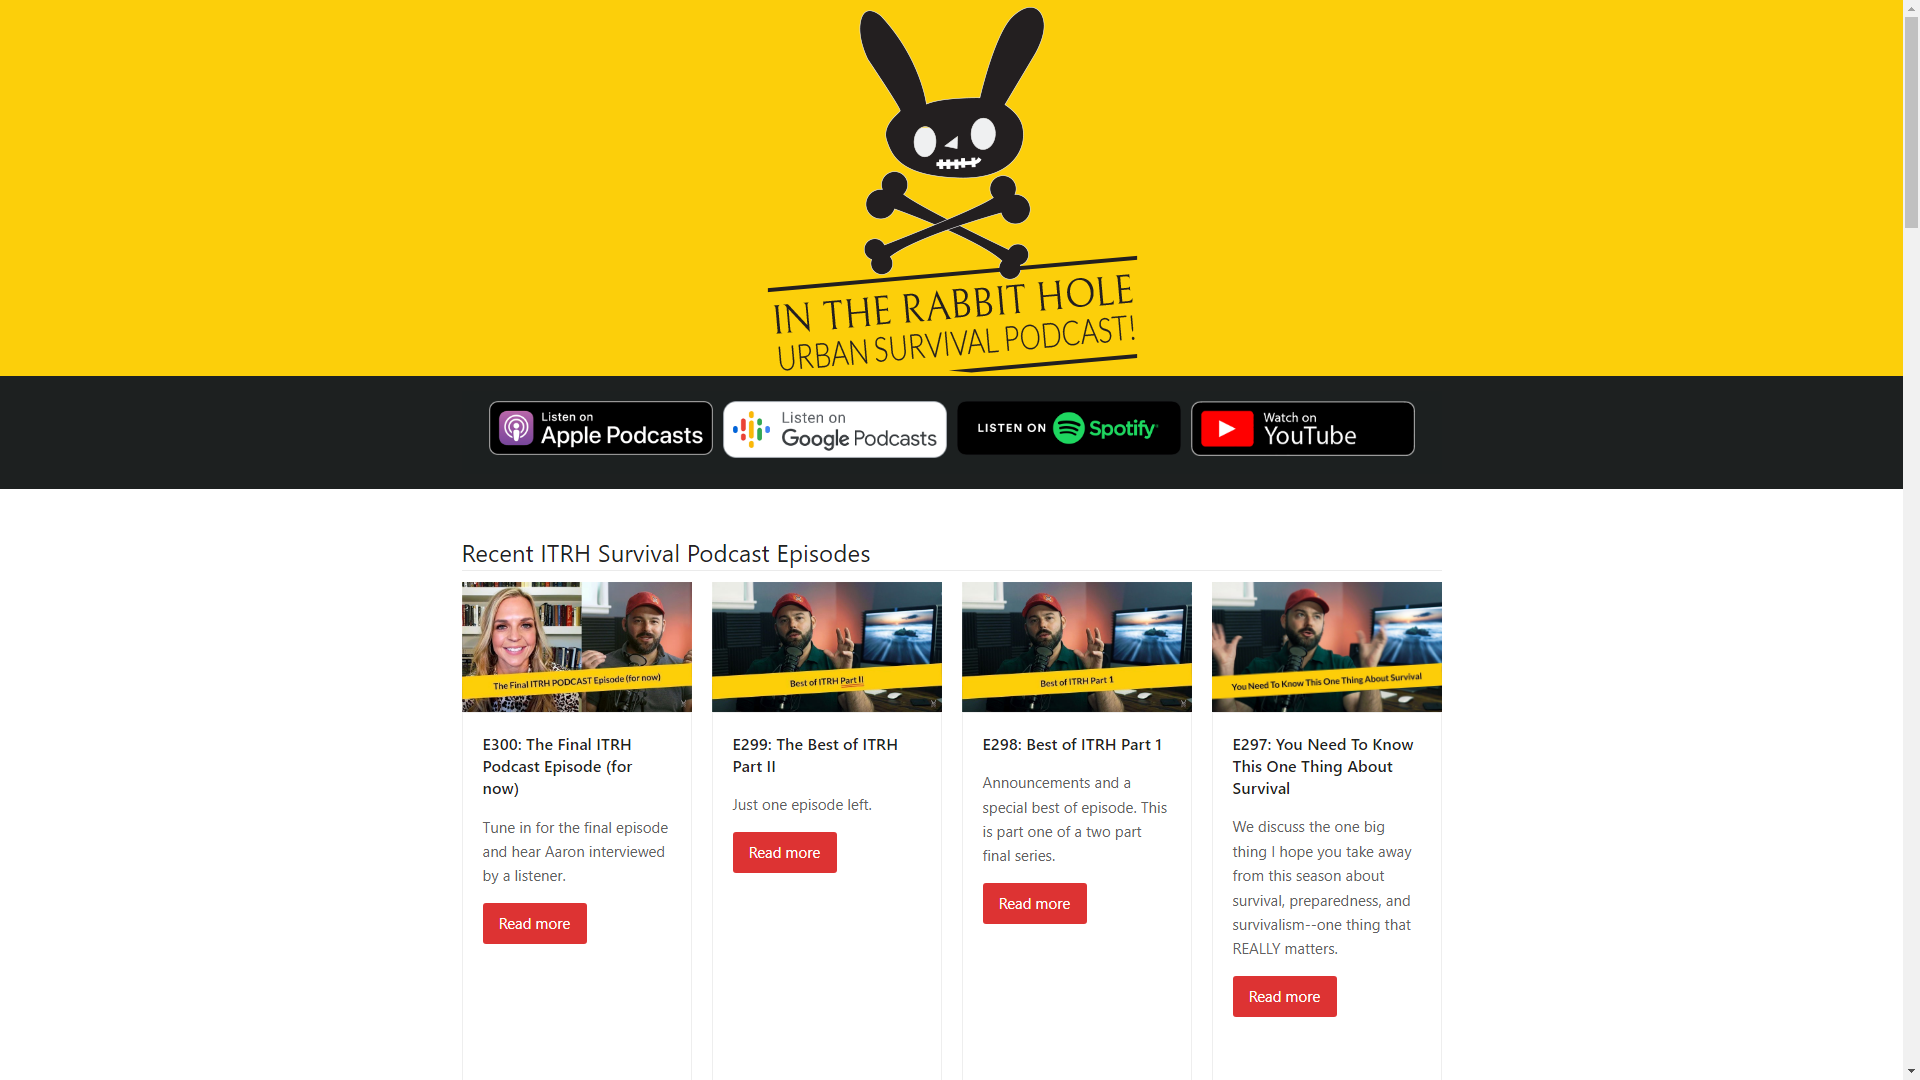 IN THE RABBIT HOLE
URBAN SURVIVAL PODCAST!
Listen on
Apple Podcasts
Listen on
Google Podcasts
LISTEN ON Spotify
Watch on
YouTube
Recent ITRH Survival Podcast Episodes
The Final ITRH PODCAST Episode (for now)
Best of ITRH Part II
Best of ITRH Part 1
You Need To Know This One Thing About Survival
E300: The Final ITRH
Podcast Episode (for
now)
Tune in for the final episode
and hear Aaron interviewed
by a listener.
Read more
E299: The Best of ITRH
Part II
Just one episode left.
Read more
E298: Best of ITRH Part 1
Announcements and a
special best of episode. This
is part one of a two part
final series.
Read more
E297: You Need To Know
This One Thing About
Survival
We discuss the one big
thing I hope you take away
from this season about
survival, preparedness, and
survivalism--one thing that
REALLY matters.
Read more